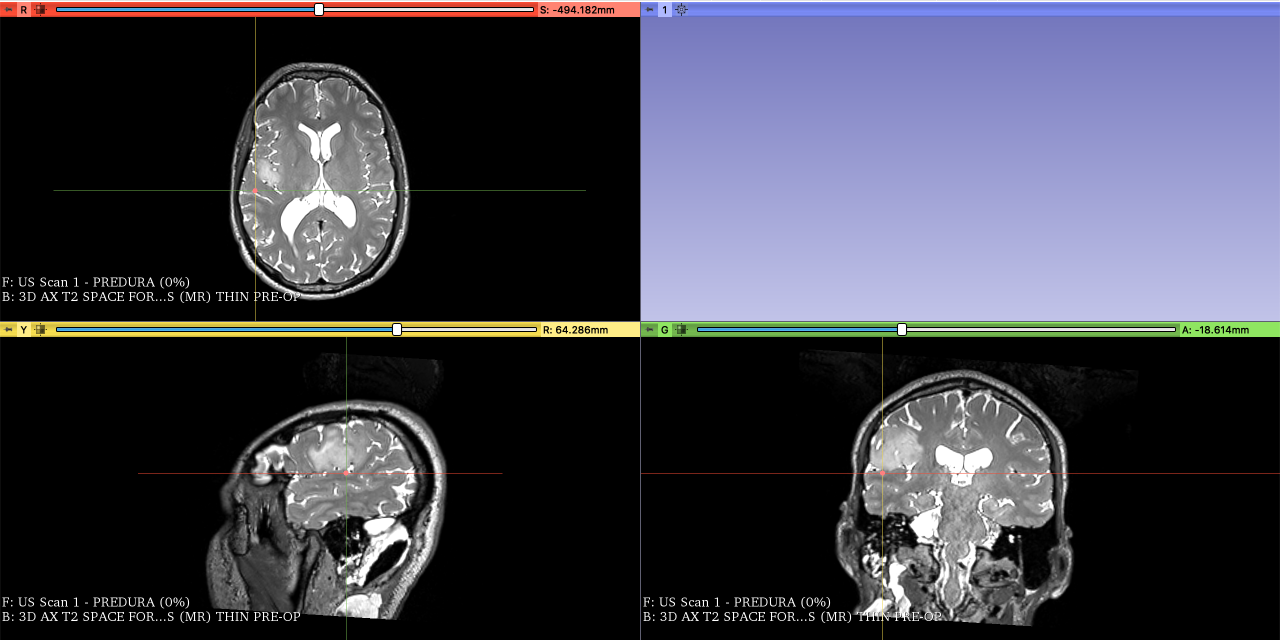 R
S: -494.182mm
1
F: US Scan 1 - PREDURA (0%)
B: 3D AX T2 SPACE FOR...S (MR) THIN PRE-OP
Y
R: 64.286mm
G
A: -18.614mm
F: US Scan 1 - PREDURA (0%)
B: 3D AX T2 SPACE FOR...S (MR) THIN PRE-OP
F: US Scan 1 - PREDURA (0%)
B: 3D AX T2 SPACE FOR...S (MR) THIN PRE-OP